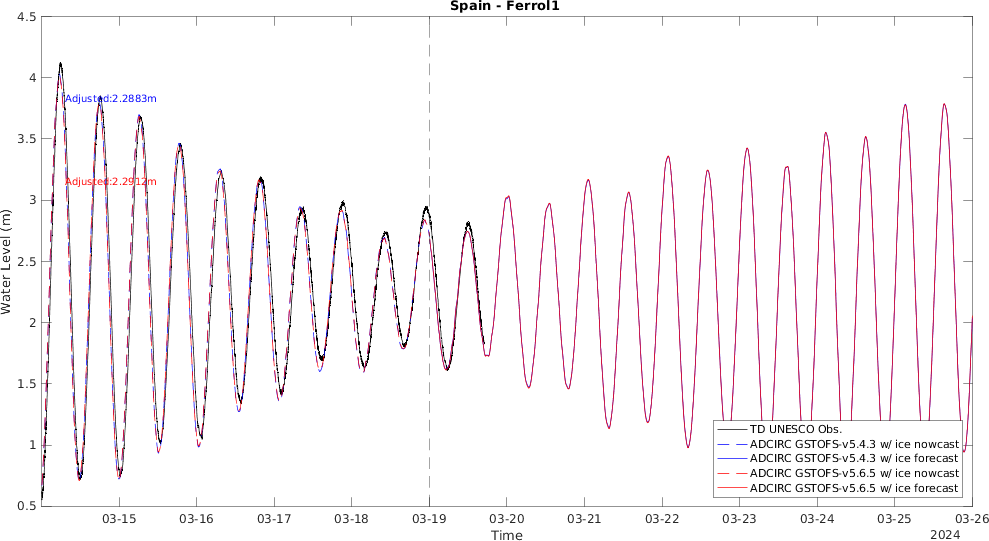 Spain - Ferrol1
4.5
4
3.5
3
2.5
2
1.5
1
0.5
Water Level (m)
Adjusted:2.2883m
Adjusted:2.2912m
TD UNESCO Obs.
ADCIRC GSTOFS-v5.4.3 w/ ice nowcast
ADCIRC GSTOFS-v5.4.3 w/ ice forecast
ADCIRC GSTOFS-v5.6.5 w/ ice nowcast
ADCIRC GSTOFS-v5.6.5 w/ ice forecast
03-15 03-16 03-17 03-18 03-19 03-20 03-21 03-22 03-23 03-24 03-25 03-26
Time
2024